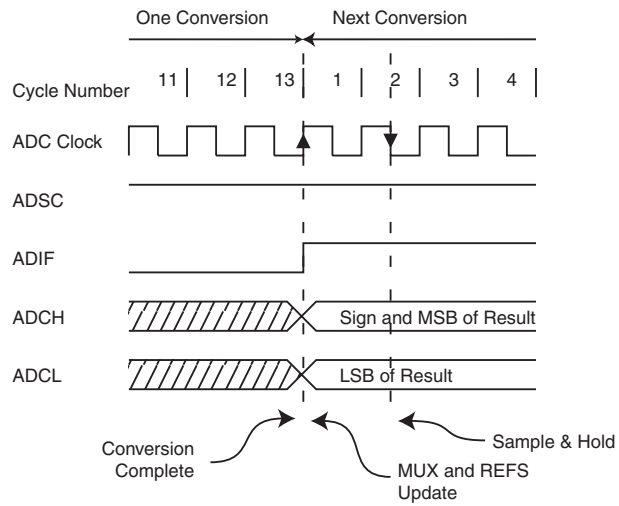 One Conversion Next Conversion
Cycle Number 11 12 13 1 2 3 4
ADC Clock
ADSC
ADIF
ADCH Sign and MSB of Result
ADCL LSB of Result
Conversion
Complete
MUX and REFS
Update
Sample & Hold